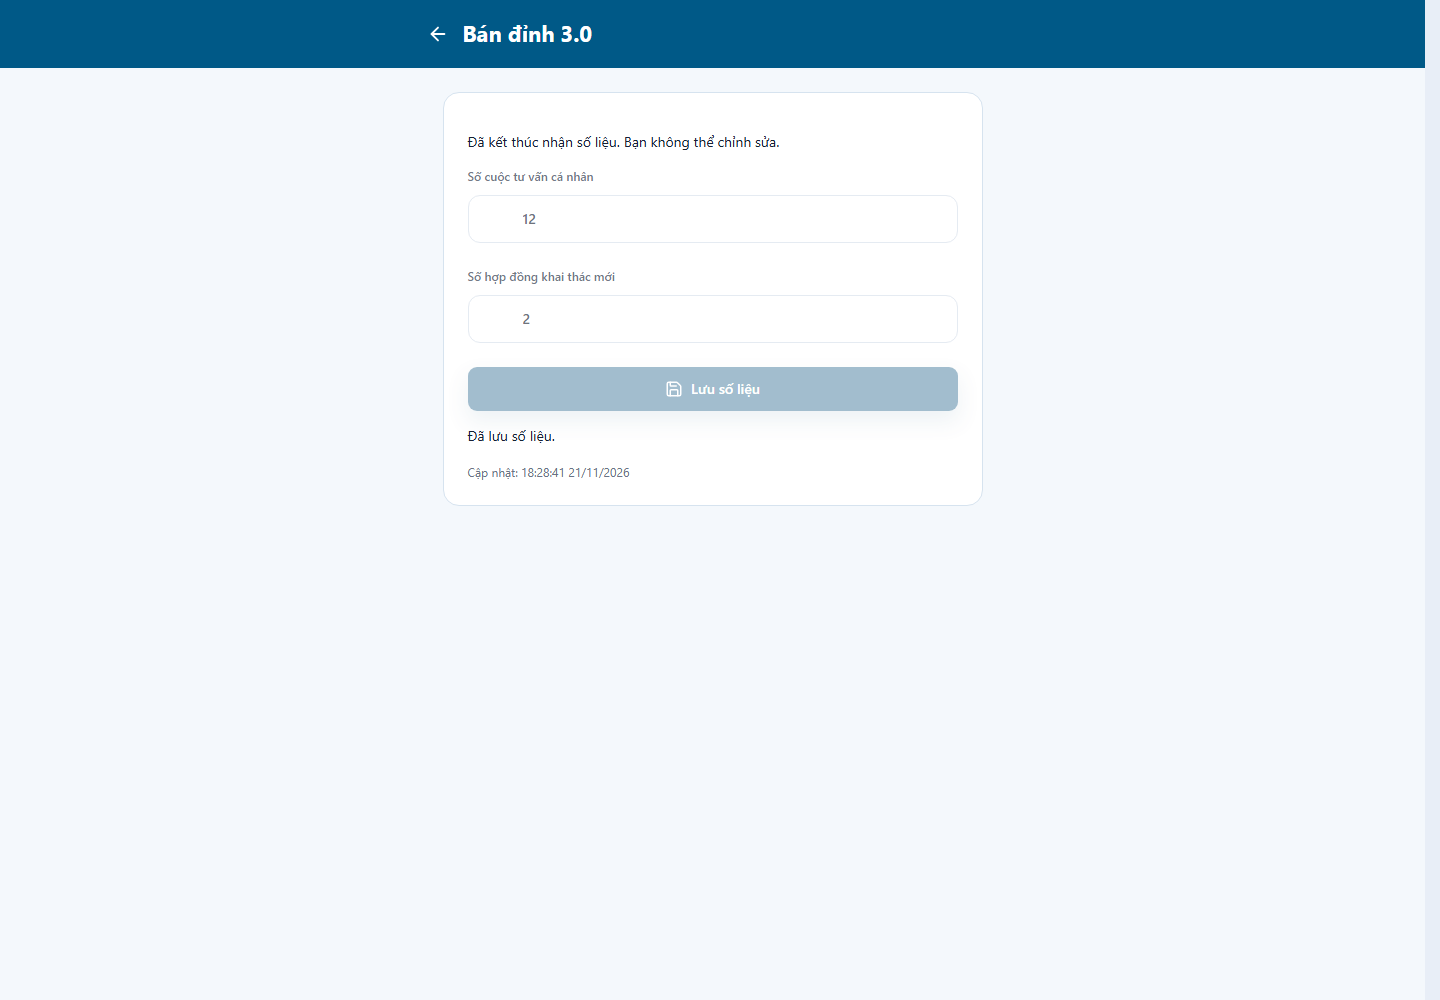 Bán đỉnh 3.0
Đã kết thúc nhận số liệu. Bạn không thể chỉnh sửa.
Số cuộc tư vấn cá nhân
12
Số hợp đồng khai thác mới
2
Lưu số liệu
Đã lưu số liệu.
Cập nhật: 18:28:41 21/11/2026